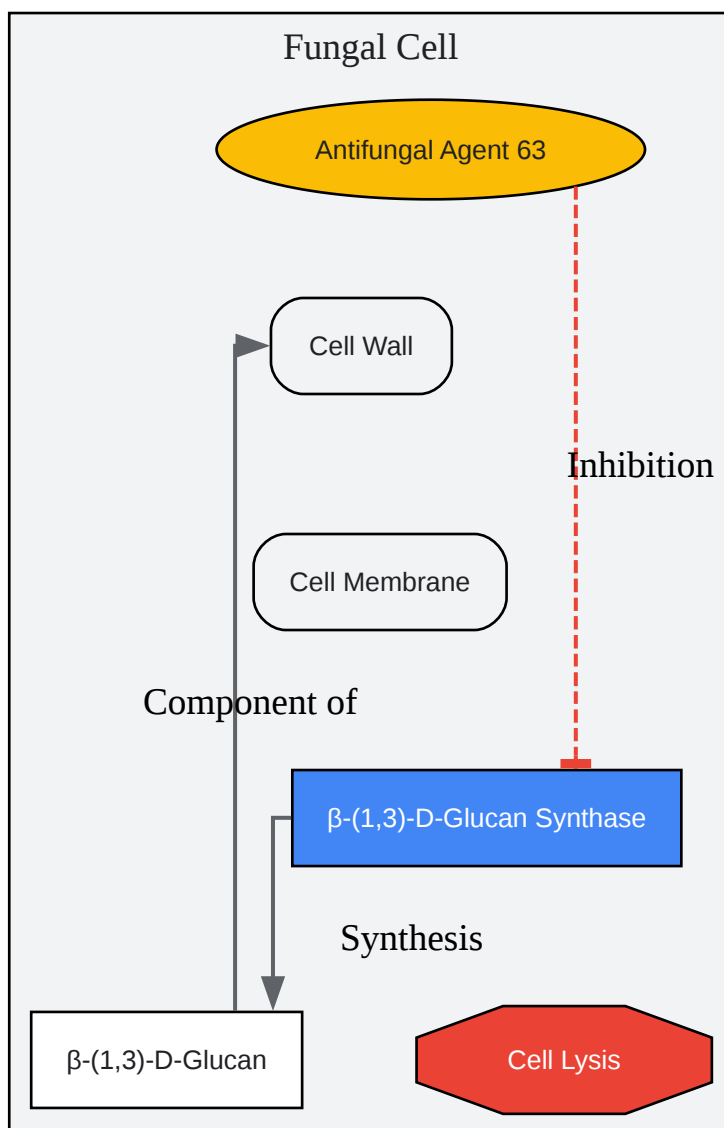 Fungal Cell
Antifungal Agent 63
Cell Wall
Inhibition
Cell Membrane
Component of
β-(1,3)-D-Glucan Synthase
Synthesis
β-(1,3)-D-Glucan
Cell Lysis